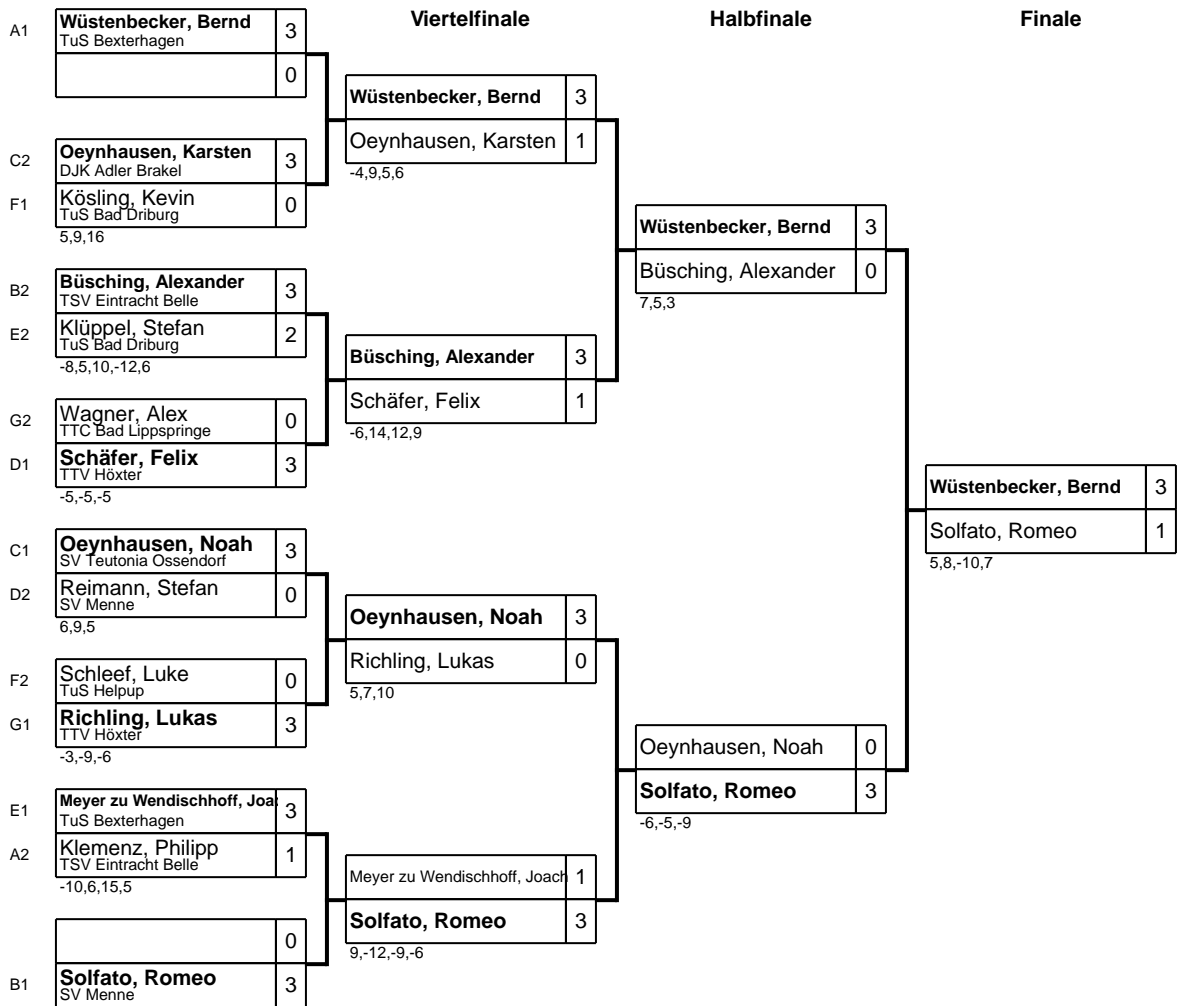 Viertelfinale
Halbfinale
Finale
A1
Wüstenbecker, Bernd 3
TuS Bexterhagen
0
C2
Oeynhausen, Karsten 3
DJK Adler Brakel
F1
Kösling, Kevin 0
TuS Bad Driburg
5,9,16
B2
Büsching, Alexander 3
TSV Eintracht Belle
E2
Klüppel, Stefan 2
TuS Bad Driburg
-8,5,10,-12,6
G2
Wagner, Alex 0
TTC Bad Lippspringe
D1
Schäfer, Felix 3
TTV Höxter
-5,-5,-5
C1
Oeynhausen, Noah 3
SV Teutonia Ossendorf
D2
Reimann, Stefan 0
SV Menne
6,9,5
F2
Schleef, Luke 0
TuS Helpup
G1
Richling, Lukas 3
TTV Höxter
-3,-9,-6
E1
Meyer zu Wendischhoff, Joa 3
TuS Bexterhagen
A2
Klemenz, Philipp 1
TSV Eintracht Belle
-10,6,15,5
0
B1
Solfato, Romeo 3
SV Menne
Wüstenbecker, Bernd 3
Oeynhausen, Karsten 1
-4,9,5,6
Büsching, Alexander 3
Schäfer, Felix 1
-6,14,12,9
Oeynhausen, Noah 3
Richling, Lukas 0
5,7,10
Meyer zu Wendischhoff, Joach 1
Solfato, Romeo 3
9,-12,-9,-6
Wüstenbecker, Bernd 3
Büsching, Alexander 0
7,5,3
Oeynhausen, Noah 0
Solfato, Romeo 3
-6,-5,-9
Wüstenbecker, Bernd 3
Solfato, Romeo 1
5,8,-10,7